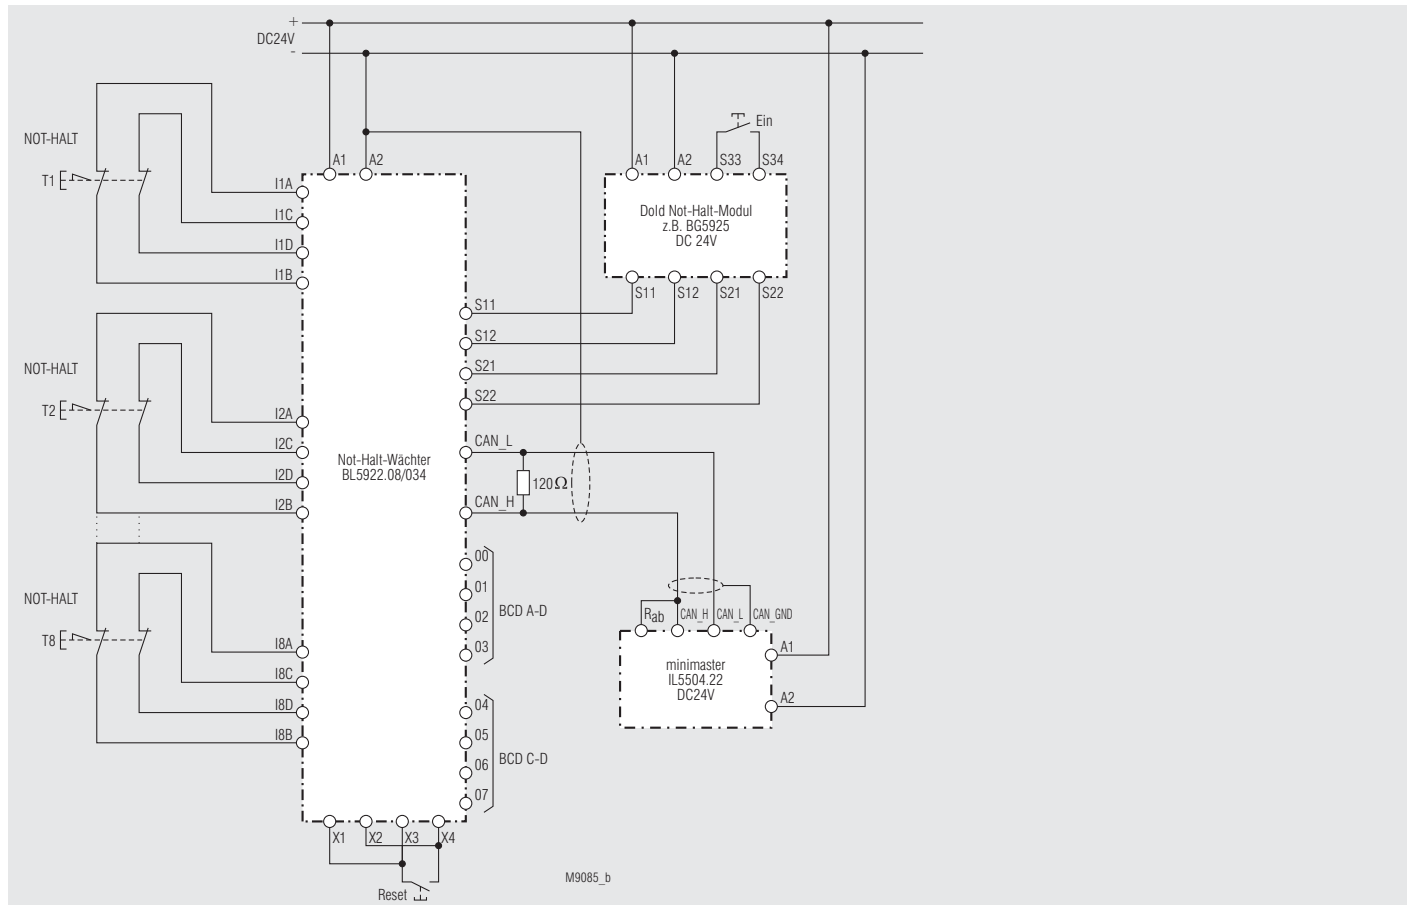 +
DC24V
-
NOT-HALT
T1
I1A
I1C
I1D
I1B
A1
A2
A1
A2
S33
S34
Ein
Dold Not-Halt-Modul
z.B. BG5925
DC 24V
S11
S12
S21
S22
S11
S12
S21
S22
NOT-HALT
T2
I2A
I2C
I2D
I2B
Not-Halt-Wächter
BL5922.08/034
CAN_L
120Ω
CAN_H
00
01
02
03
BCD A-D
NOT-HALT
T8
I8A
I8C
I8D
I8B
04
05
06
07
BCD C-D
Rab
CAN_H
CAN_L
CAN_GND
minimaster
IL5504.22
DC24V
A1
A2
X1
X2
X3
X4
Reset
M9085_b